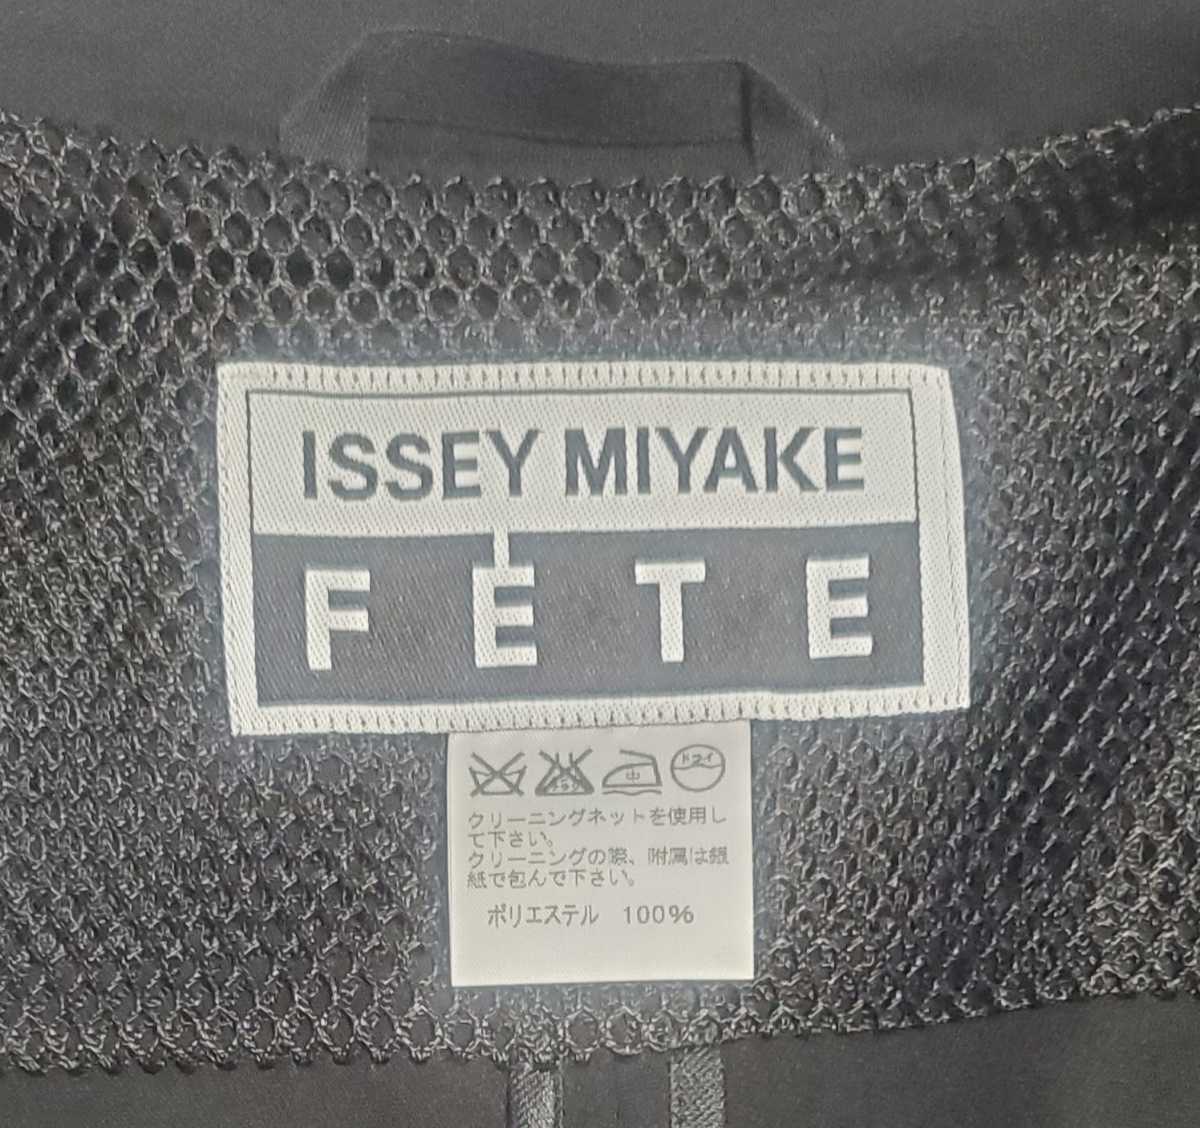 ISSEY MIYAKE
FÊTE
中 ドライ
クリーニングネットを使用し
て下さい。
クリーニングの際、附属は銀
紙で包んで下さい。
ポリエステル 100%